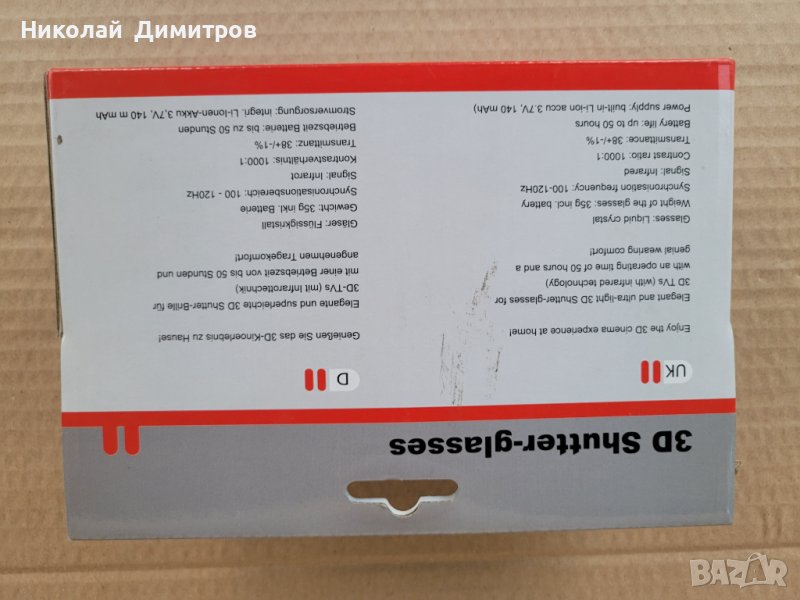 Николай Димитров
3D Shutter-glasses
UK
Enjoy the 3D cinema experience at home!
Elegant and ultra-light 3D Shutter-glasses for
3D TVs (with infrared technology)
with an operating time of 50 hours and a
genial wearing comfort!
Glasses: Liquid crystal
Weight of the glasses: 35g incl. battery
Synchronisation frequency: 100-120Hz
Signal: Infrared
Contrast ratio: 1000:1
Transmittance: 38+/-1%
Battery life: up to 50 hours
Power supply: built-in Li-ion accu 3.7V, 140 mAh)
D
Genießen Sie das 3D-Kinoerlebnis zu Hause!
Elegante und superleichte 3D Shutter-Brille für
3D-TVs (mit Infrarottechnik)
mit einer Betriebszeit von 50 Stunden und
angenehmen Tragekomfort!
Gläser: Flüssigkristall
Gewicht: 35g inkl. Batterie
Synchronisationsbereich: 100 - 120Hz
Signal: Infrarot
Kontrastverhältnis: 1000:1
Transmittanz: 38+/-1%
Betriebszeit Batterie: bis zu 50 Stunden
Stromversorgung: integr. Li-Ionen-Akku 3,7V, 140 m Ah
BAZAR